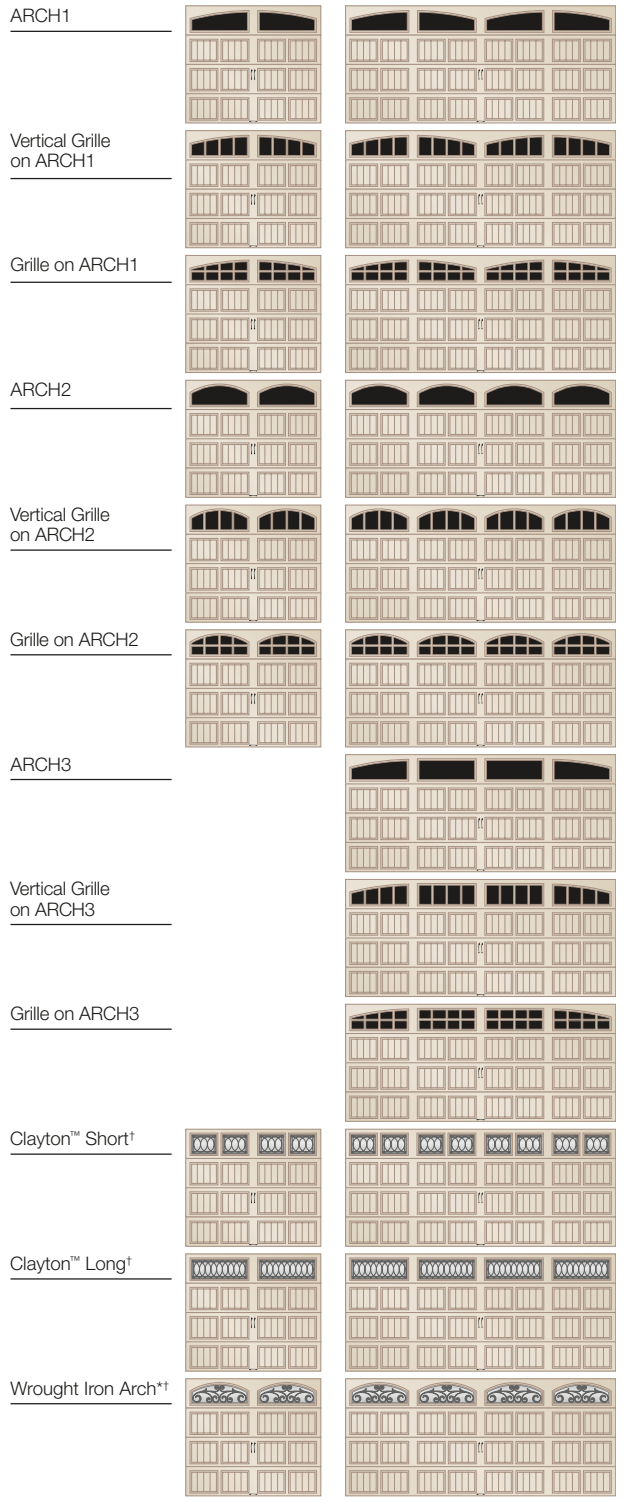 ARCH1
Vertical Grille
on ARCH1
Grille on ARCH1
ARCH2
Vertical Grille
on ARCH2
Grille on ARCH2
ARCH3
Vertical Grille
on ARCH3
Grille on ARCH3
Clayton™ Short†
Clayton™ Long†
Wrought Iron Arch*†